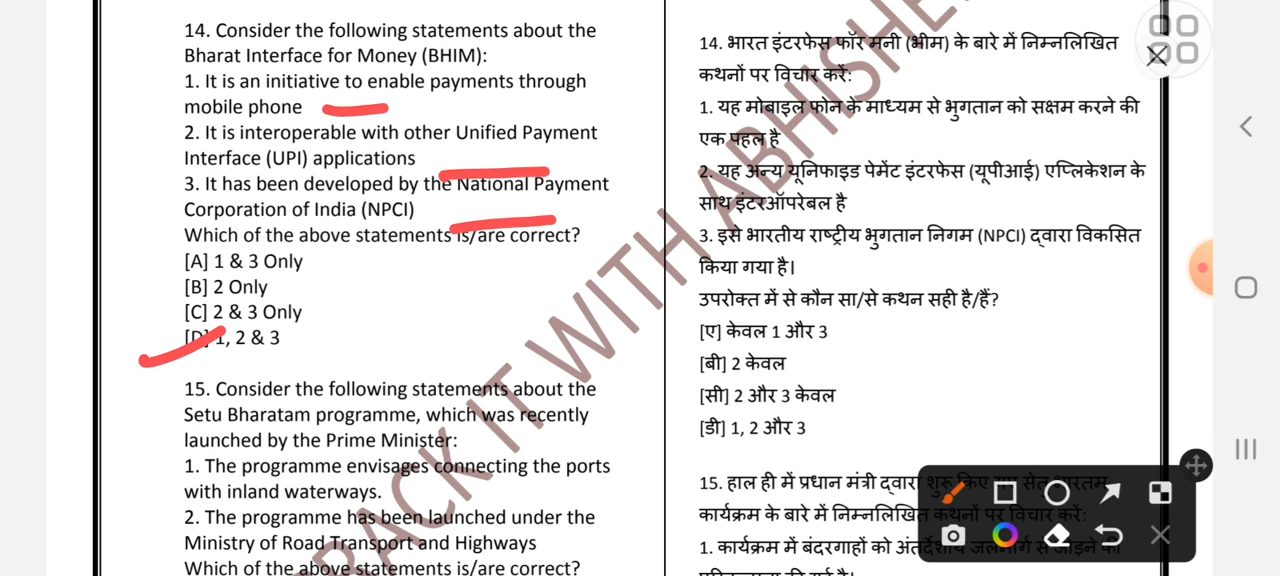 14. Consider the following statements about the
Bharat Interface for Money (BHIM):
1. It is an initiative to enable payments through
mobile phone
2. It is interoperable with other Unified Payment
Interface (UPI) applications
3. It has been developed by the National Payment
Corporation of India (NPCI)
Which of the above statements is/are correct?
[A] 1 & 3 Only
[B] 2 Only
[C] 2 & 3 Only
[D] 1, 2 & 3
15. Consider the following statements about the
Setu Bharatam programme, which was recently
launched by the Prime Minister:
1. The programme envisages connecting the ports
with inland waterways.
2. The programme has been launched under the
Ministry of Road Transport and Highways
Which of the above statements is/are correct?
14. भारत इंटरफेस फॉर मनी (भीम) के बारे में निम्नलिखित
कथनों पर विचार करें:
1. यह मोबाइल फोन के माध्यम से भुगतान को सक्षम करने की
एक पहल है
2. यह अन्य यूनिफाइड पेमेंट इंटरफेस (यूपीआई) एप्लिकेशन के
साथ इंटरऑपरेबल है
3. इसे भारतीय राष्ट्रीय भुगतान निगम (NPCI) द्वारा विकसित
किया गया है।
उपरोक्त में से कौन सा/से कथन सही है/हैं?
[ए] केवल 1 और 3
[बी] 2 केवल
[सी] 2 और 3 केवल
[डी] 1, 2 और 3
15. हाल ही में प्रधान मंत्री द्वारा शुरू किए गए सेतु भारतम
कार्यक्रम के बारे में निम्नलिखित कथनों पर विचार करें:
1. कार्यक्रम में बंदरगाहों को अंतर्देशीय जलमार्ग से जोड़ने की
CRACK IT WITH ABHISHE